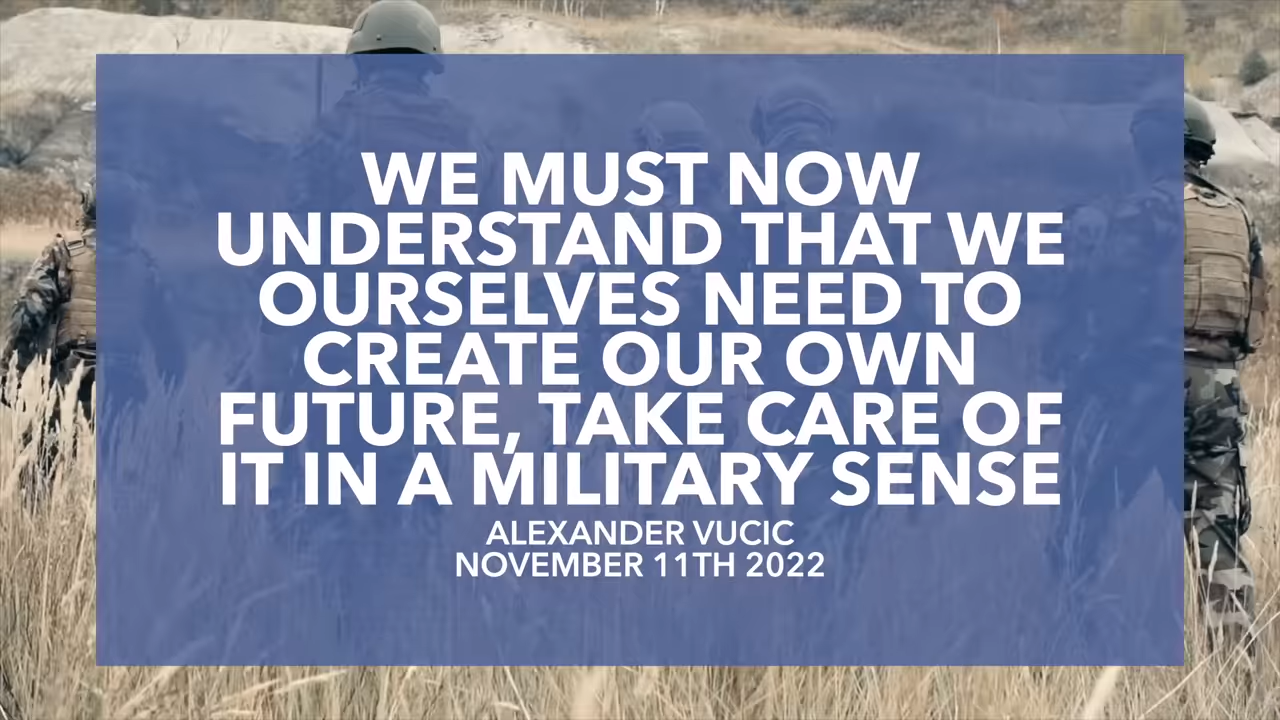 WE MUST NOW
UNDERSTAND THAT WE
OURSELVES NEED TO
CREATE OUR OWN
FUTURE, TAKE CARE OF
IT IN A MILITARY SENSE
ALEXANDER VUCIC
NOVEMBER 11TH 2022